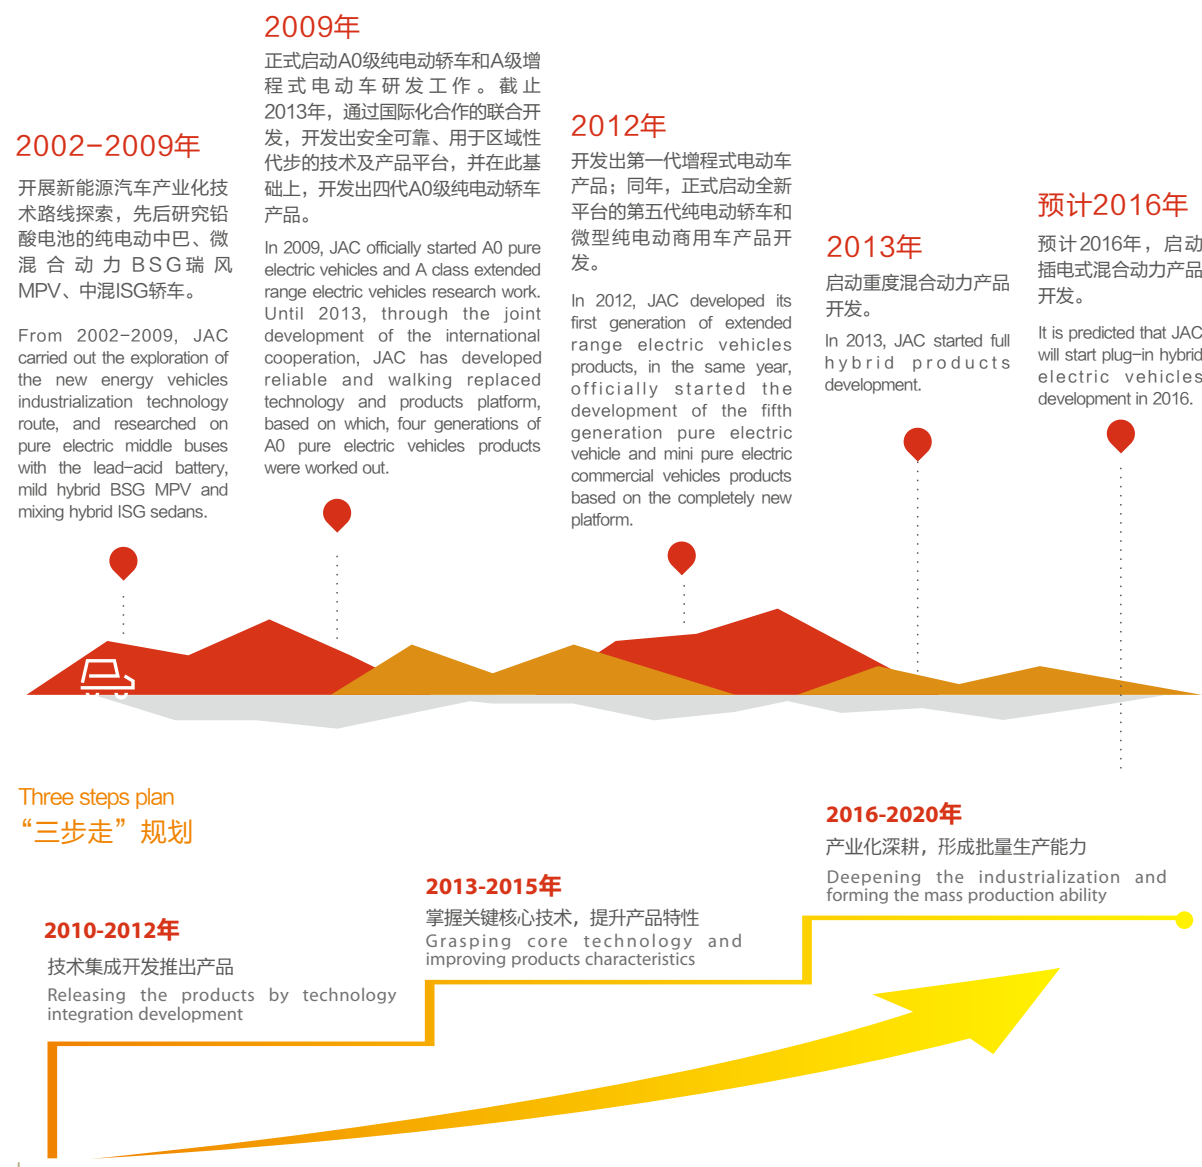 2002-2009年
开展新能源汽车产业化技
术路线探索，先后研究铅
酸电池的纯电动中巴、微
混合动力BSG瑞风
MPV、中混ISG轿车。
From 2002-2009, JAC
carried out the exploration of
the new energy vehicles
industrialization technology
route, and researched on
pure electric middle buses
with the lead-acid battery,
mild hybrid BSG MPV and
mixing hybrid ISG sedans.
2009年
正式启动A0级纯电动轿车和A级增
程式电动车研发工作。截止
2013年，通过国际化合作的联合开
发，开发出安全可靠、用于区域性
代步的技术及产品平台，并在此基
础上，开发出四代A0级纯电动轿车
产品。
In 2009, JAC officially started A0 pure
electric vehicles and A class extended
range electric vehicles research work.
Until 2013, through the joint
development of the international
cooperation, JAC has developed
reliable and walking replaced
technology and products platform,
based on which, four generations of
A0 pure electric vehicles products
were worked out.
2012年
开发出第一代增程式电动车
产品；同年，正式启动全新
平台的第五代纯电动轿车和
微型纯电动商用车产品开
发。
In 2012, JAC developed its
first generation of extended
range electric vehicles
products, in the same year,
officially started the
development of the fifth
generation pure electric
vehicle and mini pure electric
commercial vehicles products
based on the completely new
platform.
2013年
启动重度混合动力产品
开发。
In 2013, JAC started full
hybrid products
development.
预计2016年
预计2016年，启动
插电式混合动力产品
开发。
It is predicted that JAC
will start plug-in hybrid
electric vehicles
development in 2016.
Three steps plan
“三步走”规划
2010-2012年
技术集成开发推出产品
Releasing the products by technology
integration development
2013-2015年
掌握关键核心技术，提升产品特性
Grasping core technology and
improving products characteristics
2016-2020年
产业化深耕，形成批量生产能力
Deepening the industrialization and
forming the mass production ability